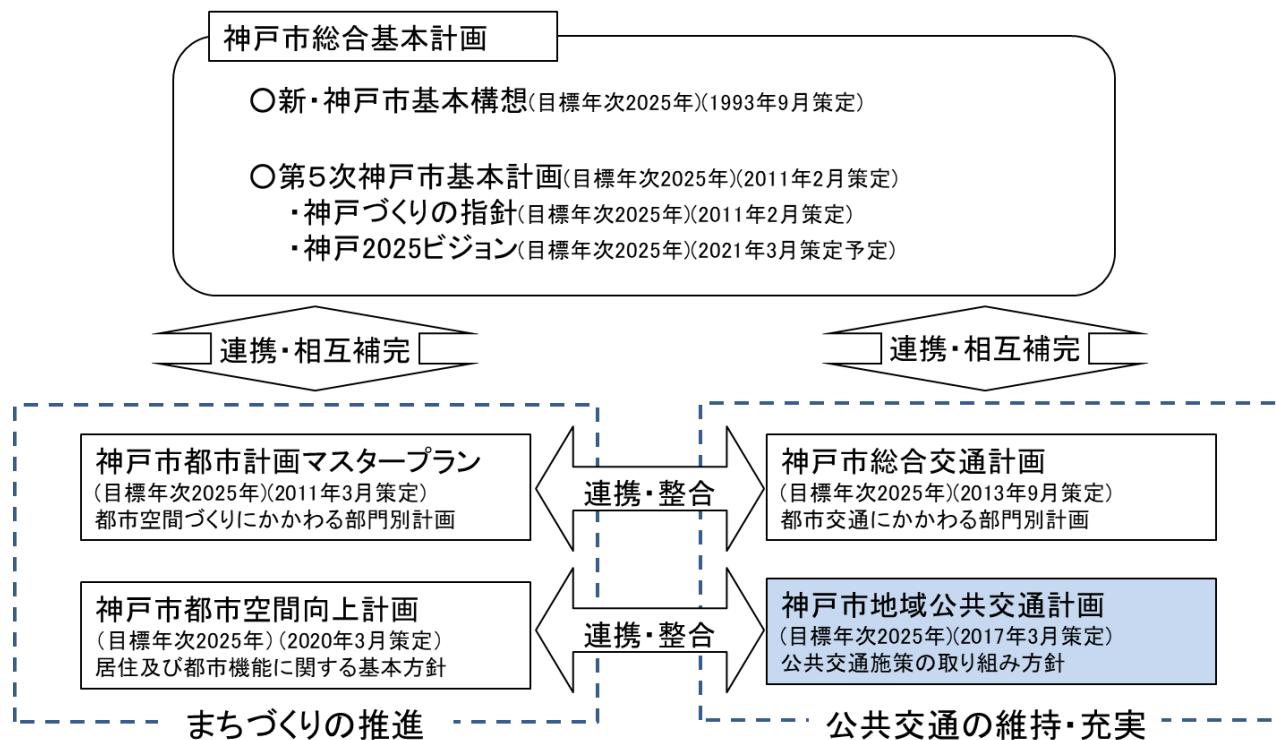 神戸市総合基本計画
○新・神戸市基本構想(目標年次2025年)(1993年9月策定)
○第5次神戸市基本計画(目標年次2025年)(2011年2月策定)
・神戸づくりの指針(目標年次2025年)(2011年2月策定)
・神戸2025ビジョン(目標年次2025年)(2021年3月策定予定)
連携・相互補完
連携・相互補完
神戸市都市計画マスタープラン
(目標年次2025年)(2011年3月策定)
都市空間づくりにかかわる部門別計画
連携・整合
神戸市総合交通計画
(目標年次2025年)(2013年9月策定)
都市交通にかかわる部門別計画
神戸市都市空間向上計画
(目標年次2025年)(2020年3月策定)
居住及び都市機能に関する基本方針
連携・整合
神戸市地域公共交通計画
(目標年次2025年)(2017年3月策定)
公共交通施策の取り組み方針
まちづくりの推進
公共交通の維持・充実